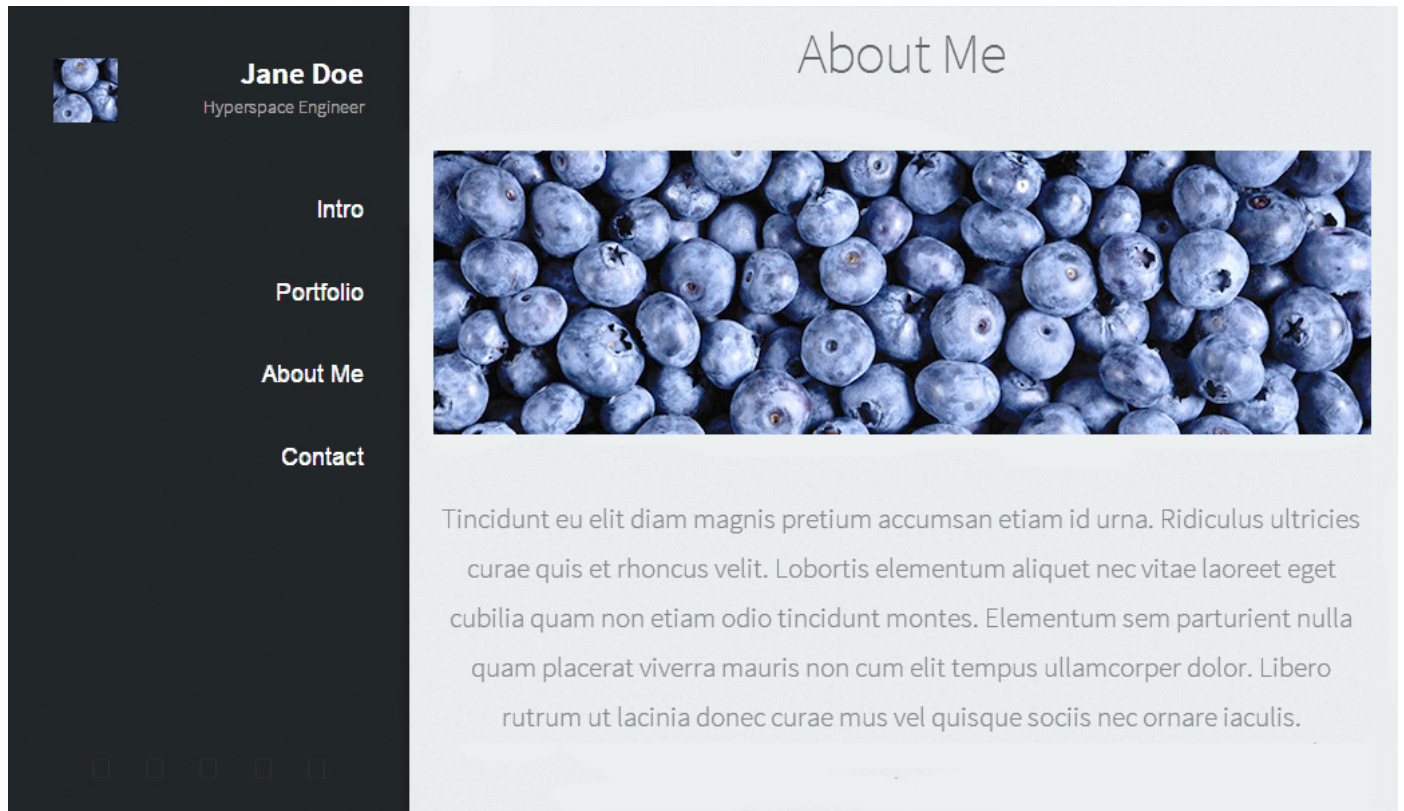 Jane Doe
Hyperspace Engineer
Intro
Portfolio
About Me
Contact
About Me
Tincidunt eu elit diam magnis pretium accumsan etiam id urna. Ridiculus ultricies
curae quis et rhoncus velit. Lobortis elementum aliquet nec vitae laoreet eget
cubilia quam non etiam odio tincidunt montes. Elementum sem parturient nulla
quam placerat viverra mauris non cum elit tempus ullamcorper dolor. Libero
rutrum ut lacinia donec curae mus vel quisque sociis nec ornare iaculis.